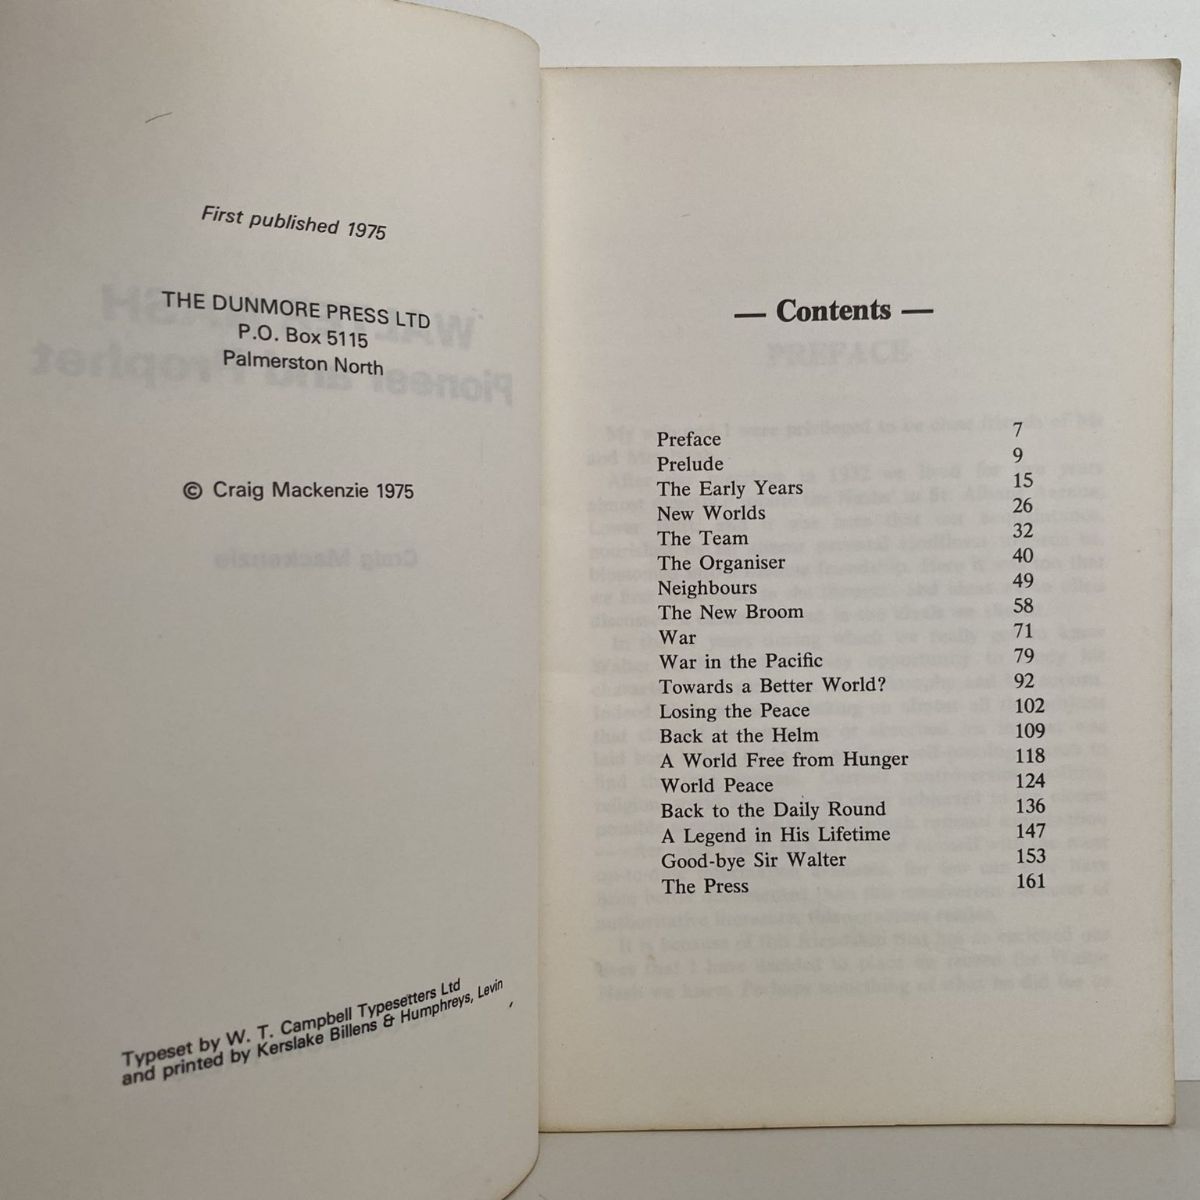 First published 1975
THE DUNMORE PRESS LTD
P.O. Box 5115
Palmerston North
© Craig Mackenzie 1975
Typeset by W. T. Campbell Typesetters Ltd
and printed by Kerslake Billens & Humphreys, Levin
— Contents —
Preface 7
Prelude 9
The Early Years 15
New Worlds 26
The Team 32
The Organiser 40
Neighbours 49
The New Broom 58
War 71
War in the Pacific 79
Towards a Better World? 92
Losing the Peace 102
Back at the Helm 109
A World Free from Hunger 118
World Peace 124
Back to the Daily Round 136
A Legend in His Lifetime 147
Good-bye Sir Walter 153
The Press 161